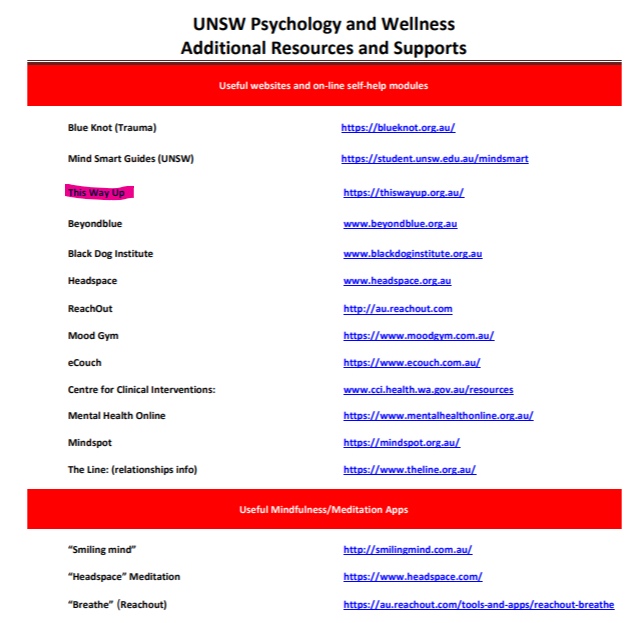 UNSW Psychology and Wellness
Additional Resources and Supports
Useful websites and on-line self-help modules
Blue Knot (Trauma) https://blueknot.org.au/
Mind Smart Guides (UNSW) https://student.unsw.edu.au/mindsmart
This Way Up https://thiswayup.org.au/
Beyondblue www.beyondblue.org.au
Black Dog Institute www.blackdoginstitute.org.au
Headspace www.headspace.org.au
ReachOut http://au.reachout.com
Mood Gym https://www.moodgym.com.au/
eCouch https://www.ecouch.com.au/
Centre for Clinical Interventions: www.cci.health.wa.gov.au/resources
Mental Health Online https://www.mentalhealthonline.org.au/
Mindspot https://mindspot.org.au/
The Line: (relationships info) https://www.theline.org.au/
Useful Mindfulness/Meditation Apps
“Smiling mind” http://smilingmind.com.au/
“Headspace” Meditation https://www.headspace.com/
“Breathe” (Reachout) https://au.reachout.com/tools-and-apps/reachout-breathe